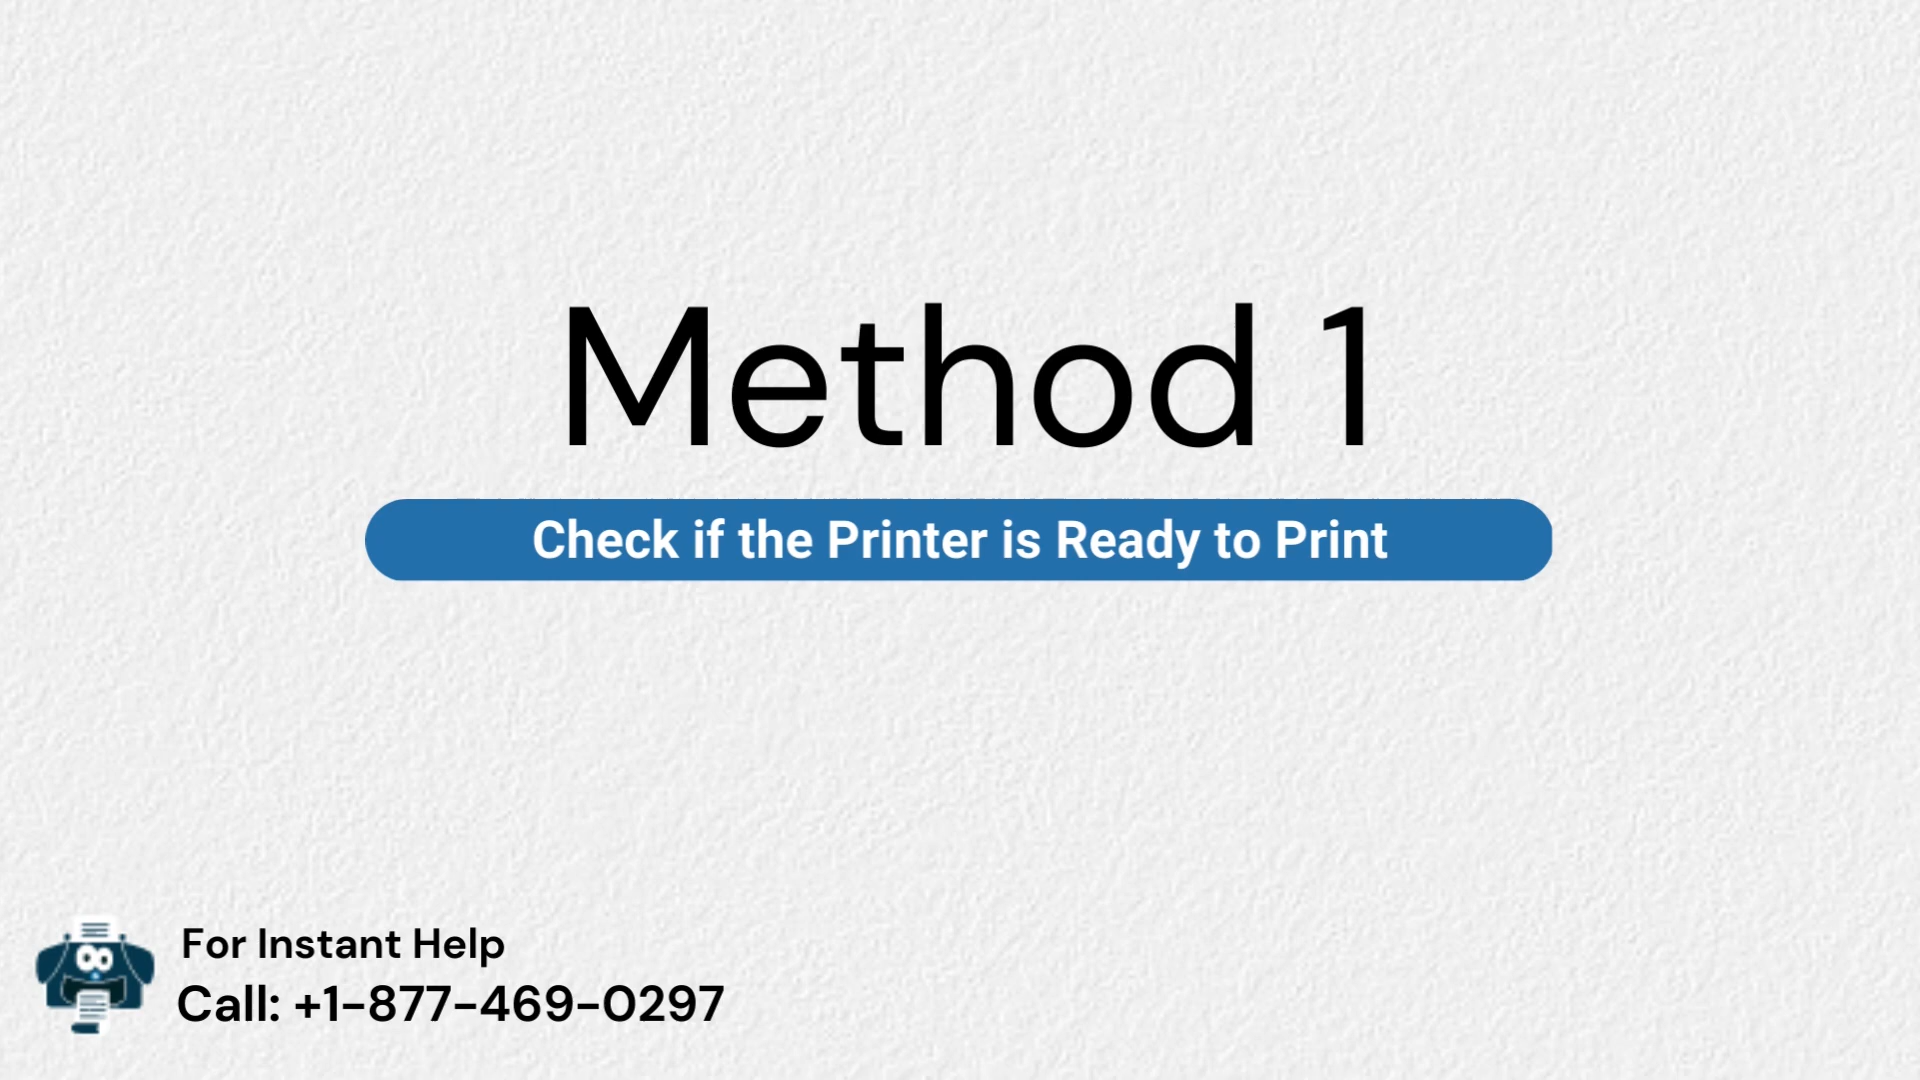 Method 1
Check if the Printer is Ready to Print
For Instant Help
Call: +1-877-469-0297